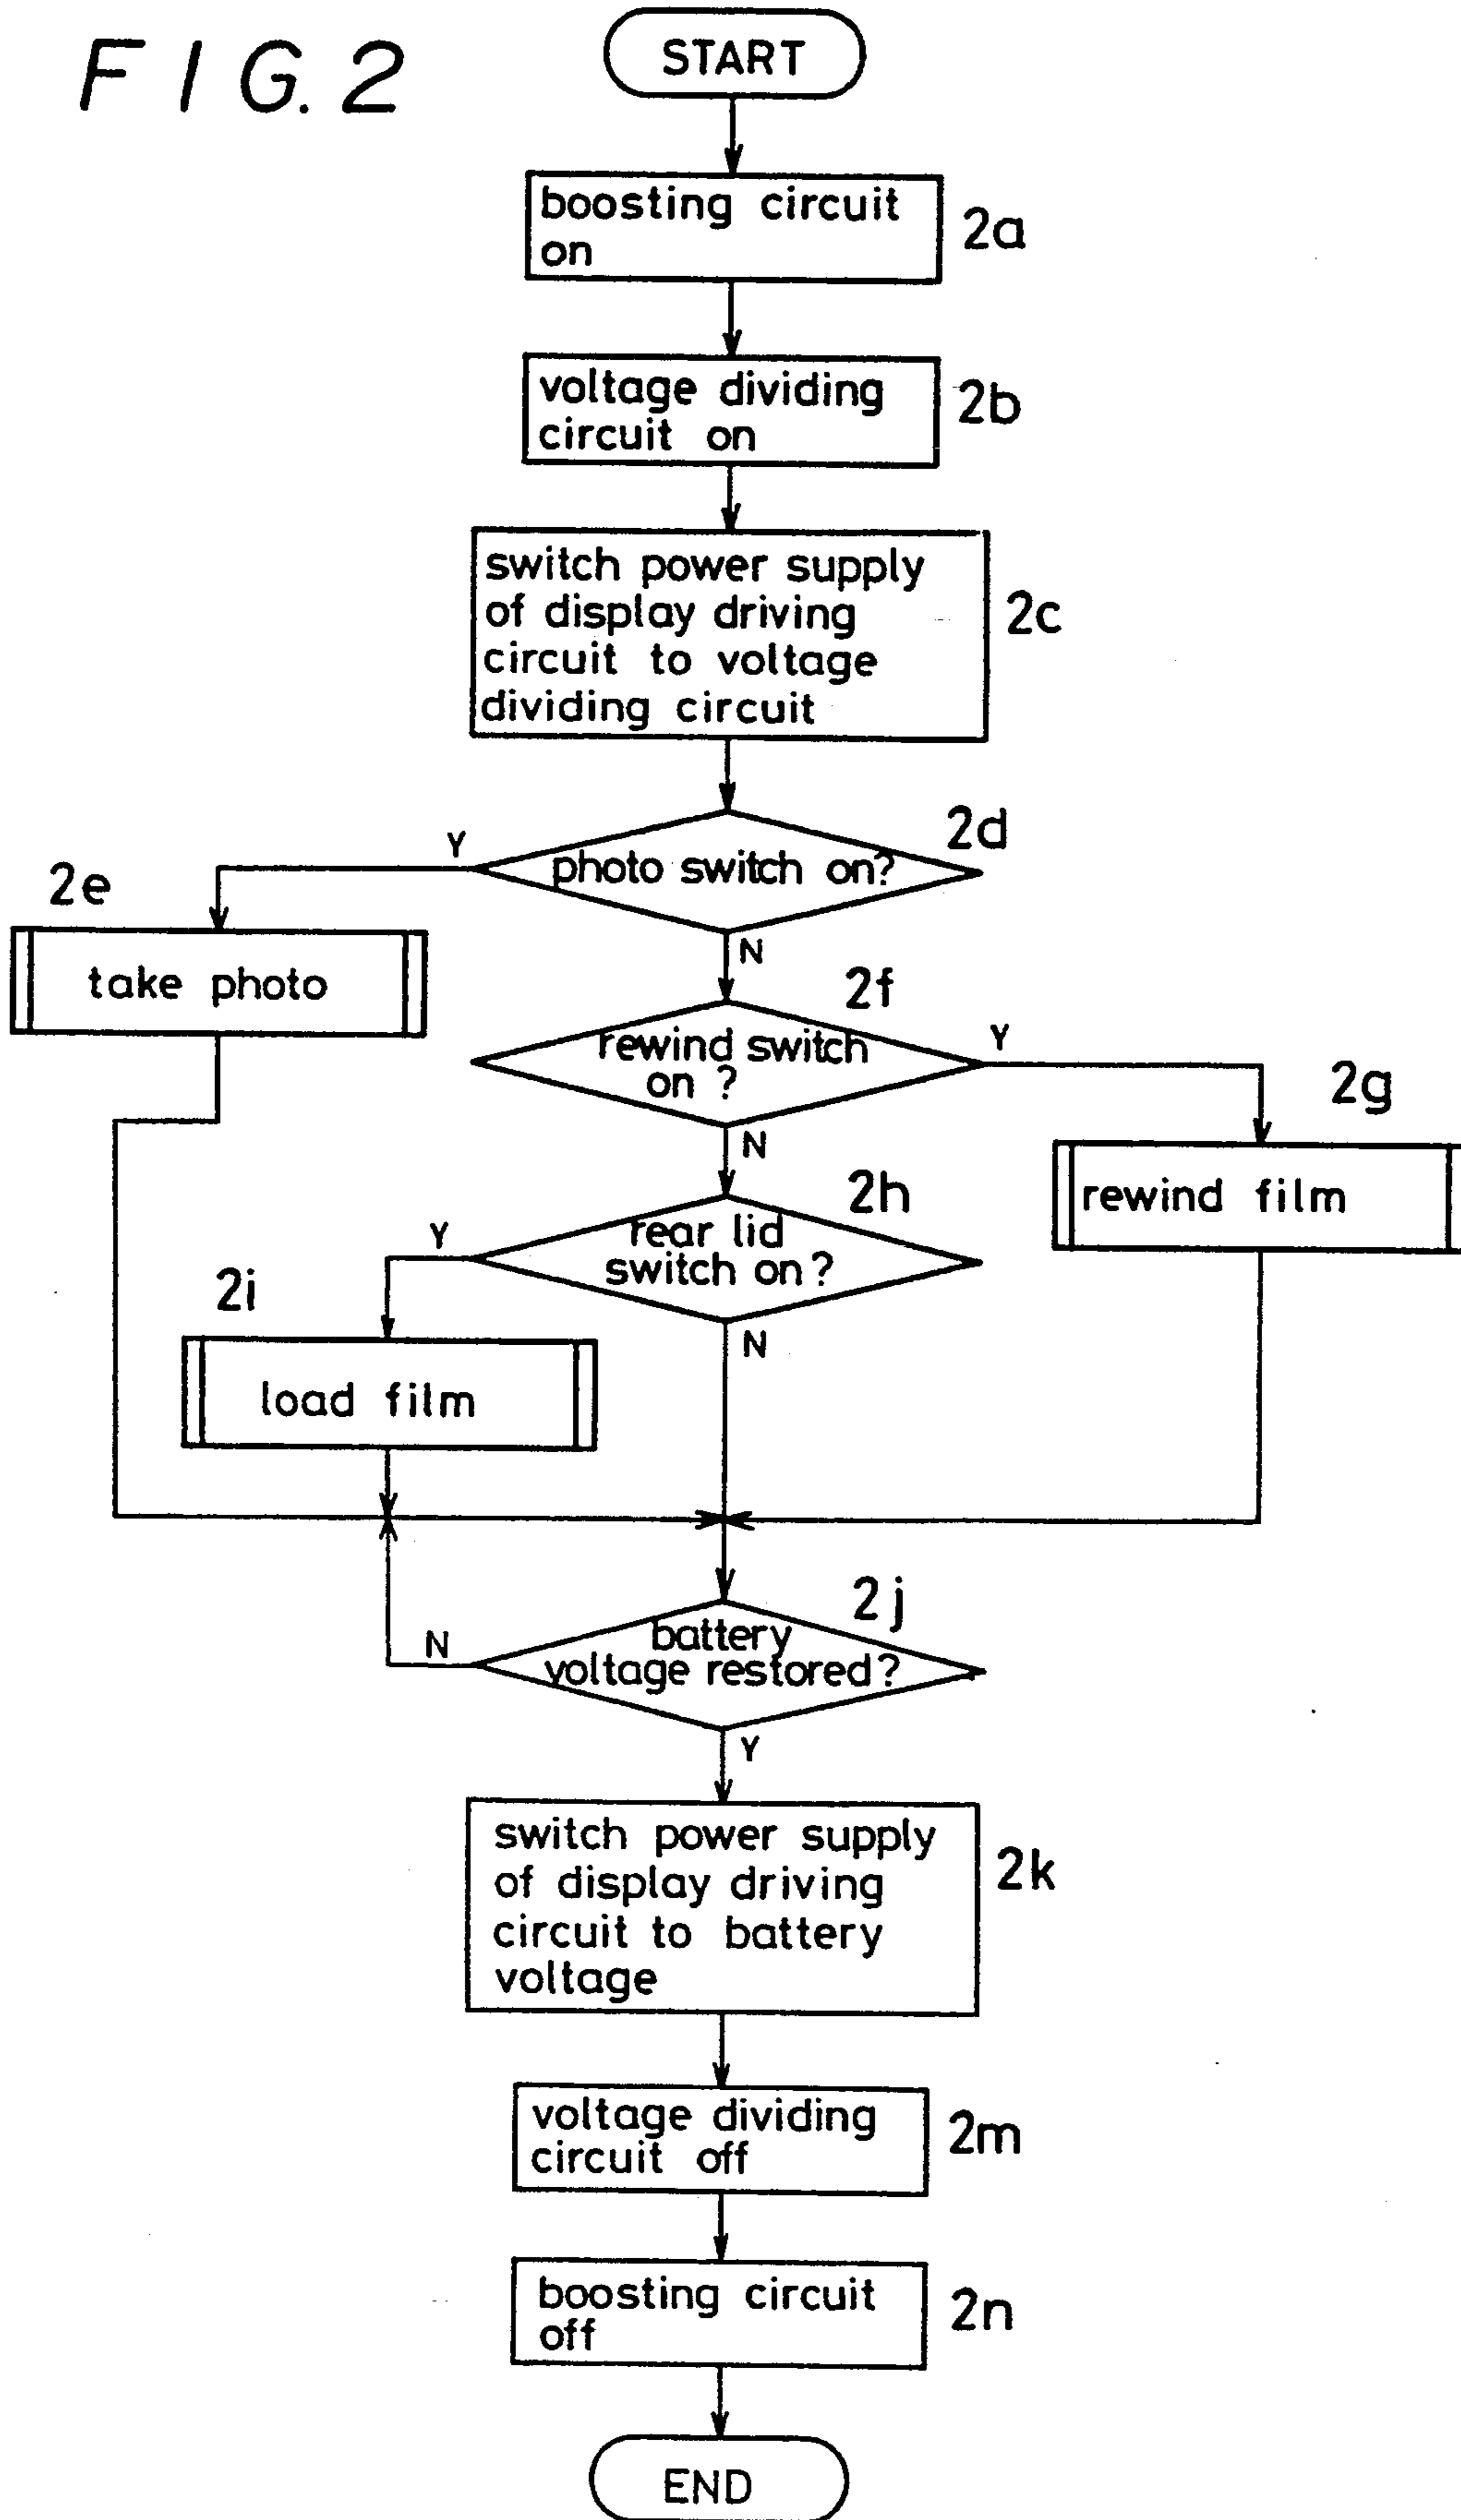 FIG. 2
START
boosting circuit
on
2a
voltage dividing
circuit on
2b
switch power supply
of display driving
circuit to voltage
dividing circuit
2c
2d
Y
photo switch on?
2e
take photo
N
2f
rewind switch
on ?
Y
2g
rewind film
N
2h
rear lid
switch on?
Y
2i
load film
N
2j
battery
voltage restored?
N
Y
switch power supply
of display driving
circuit to battery
voltage
2k
voltage dividing
circuit off
2m
boosting circuit
off
2n
END